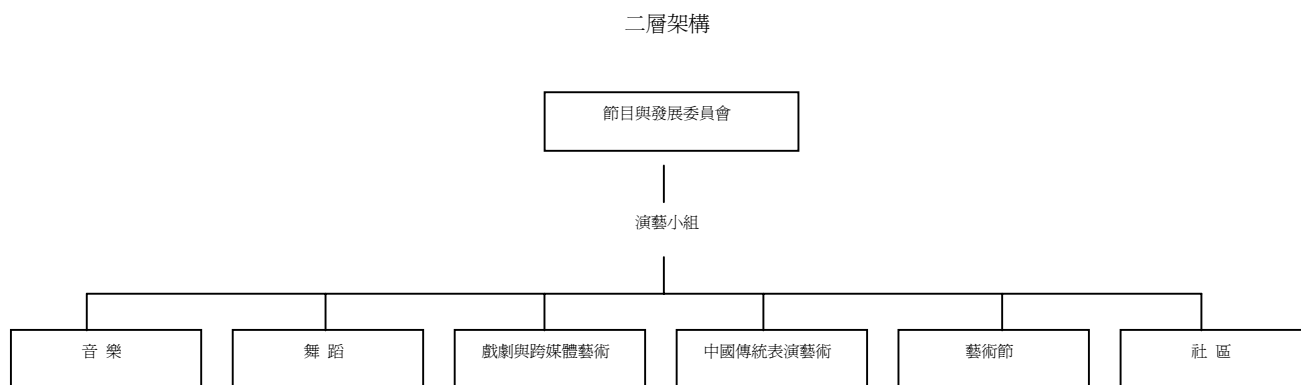 二層架構
節目與發展委員會
演藝小組
音 樂
舞 蹈
戲劇與跨媒體藝術
中國傳統表演藝術
藝術節
社 區